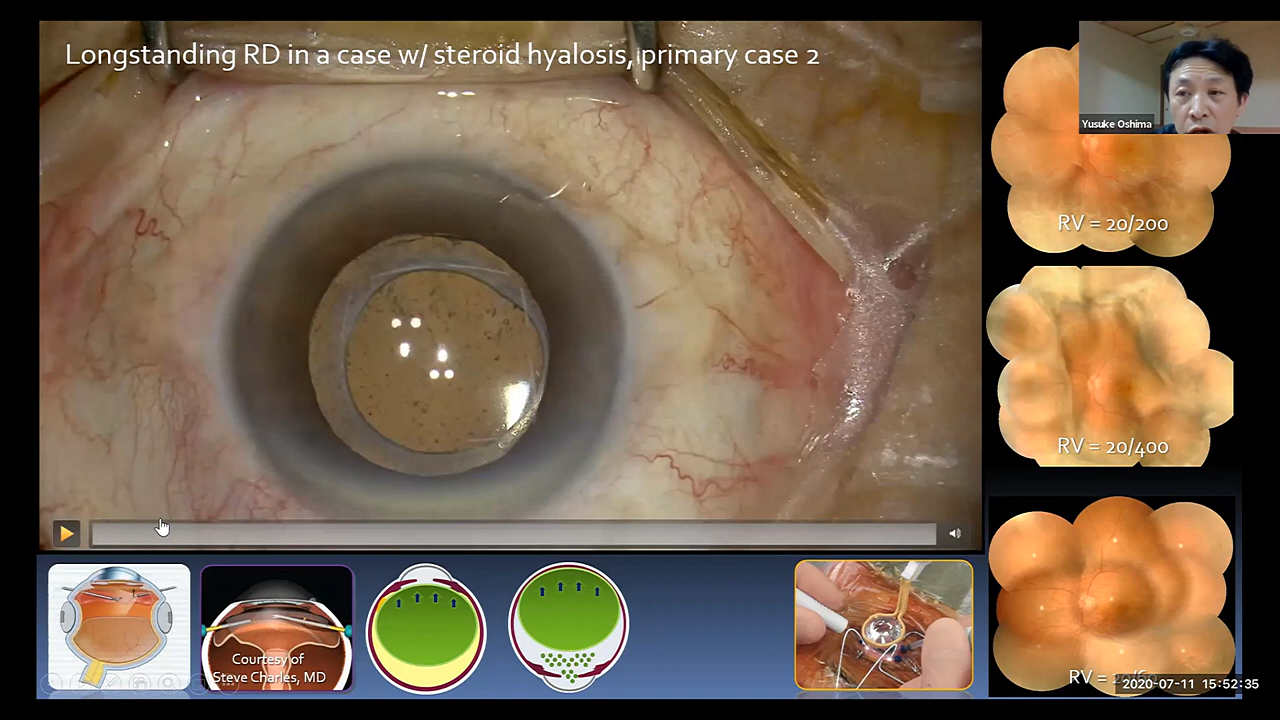 Longstanding RD in a case w/ steroid hyalosis, primary case 2
Yusuke Oshima
RV = 20/200
RV = 20/400
Courtesy of
Steve Charles, MD
RV =
2020-07-11 15:52:35